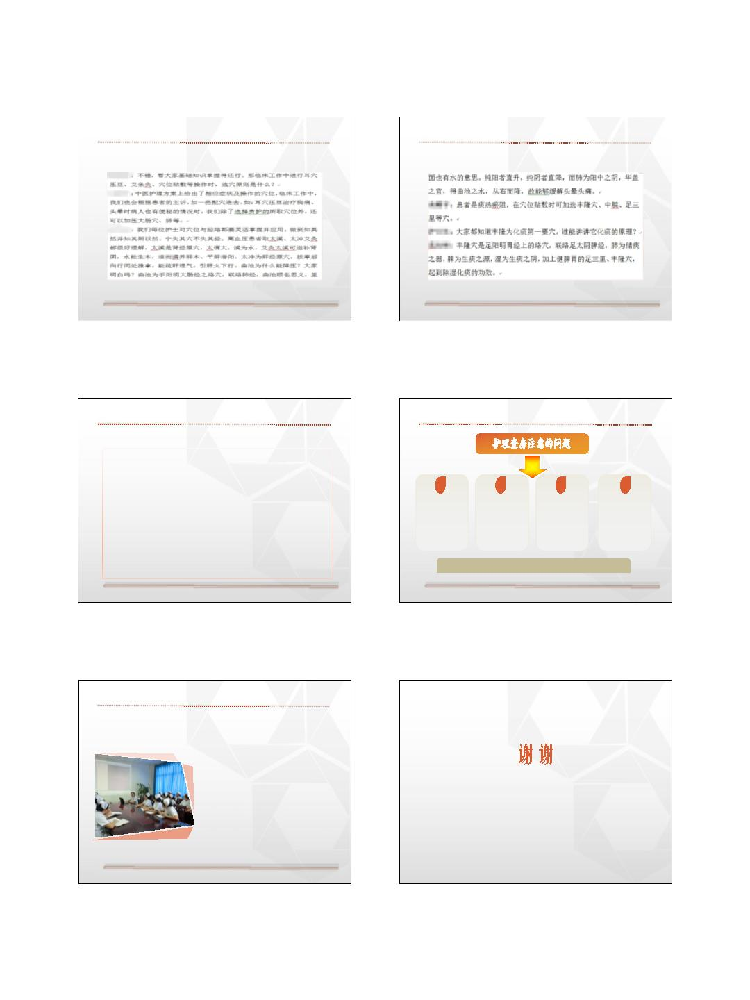 ：不错，看大家基础知识掌握得还行。那临床工作中进行耳穴
压豆、艾条灸、穴位贴敷等操作时，选穴原则是什么？
：中医护理方案上给出了相应症状及操作的穴位，临床工作中，
我们也会根据患者的主诉，加一些配穴进去。如，耳穴压豆治疗胸痛、
头晕时病人也有便秘的情况时，我们除了选择责护的所取穴位外，还
可以加压大肠穴、肺等。
：我们每位护士对穴位与经络都要灵活掌握并应用，做到知其
然并知其所以然。宁失其穴不失其经。高血压患者取太溪、太冲艾灸
都很好理解，太溪是肾经原穴，太谓大，溪为水，艾灸太溪可滋补肾
阴，水能生木，进而濡养肝木、平肝潜阳。太冲为肝经原穴，按摩后
向行间处推拿，能疏肝理气，引肝火下行。曲池为什么能降压？大家
明白吗？曲池为手阳明大肠经之络穴，联络肺经，曲池顾名思义，里
面也有水的意思。纯阳者直升，纯阴者直降，而肺为阳中之阴，华盖
之官，得曲池之水，从右而降，故能够缓解头晕头痛。
：患者是痰热瘀阻，在穴位贴敷时可加选丰隆穴、中脘、足三
里等穴。
：大家都知道丰隆为化痰第一要穴，谁能讲讲它化痰的原理？
：丰隆穴是足阳明胃经上的络穴，联络足太阴脾经，肺为储痰
之器，脾为生痰之源，湿为生痰之阴，加上健脾胃的足三里、丰隆穴，
起到除湿化痰的功效。
护理查房注意的问题
谢谢